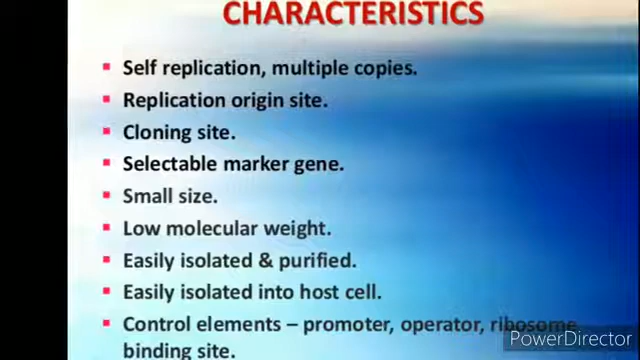 CHARACTERISTICS
Self replication, multiple copies.
Replication origin site.
Cloning site.
Selectable marker gene.
Small size.
Low molecular weight.
Easily isolated & purified.
Easily isolated into host cell.
Control elements – promoter, operator, ribosome
binding site.
PowerDirector